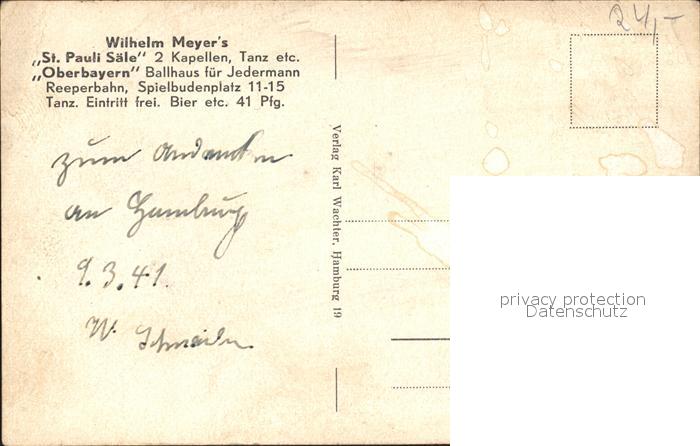 Wilhelm Meyer's
„St. Pauli Säle" 2 Kapellen, Tanz etc.
„Oberbayern" Ballhaus für Jedermann
Reeperbahn, Spielbudenplatz 11-15
Tanz. Eintritt frei. Bier etc. 41 Pfg.
zum Andenken
an Hamburg
9.3.41.
W.
Verlag Karl Wachter, Hamburg 19
24,-
privacy protection
Datenschutz